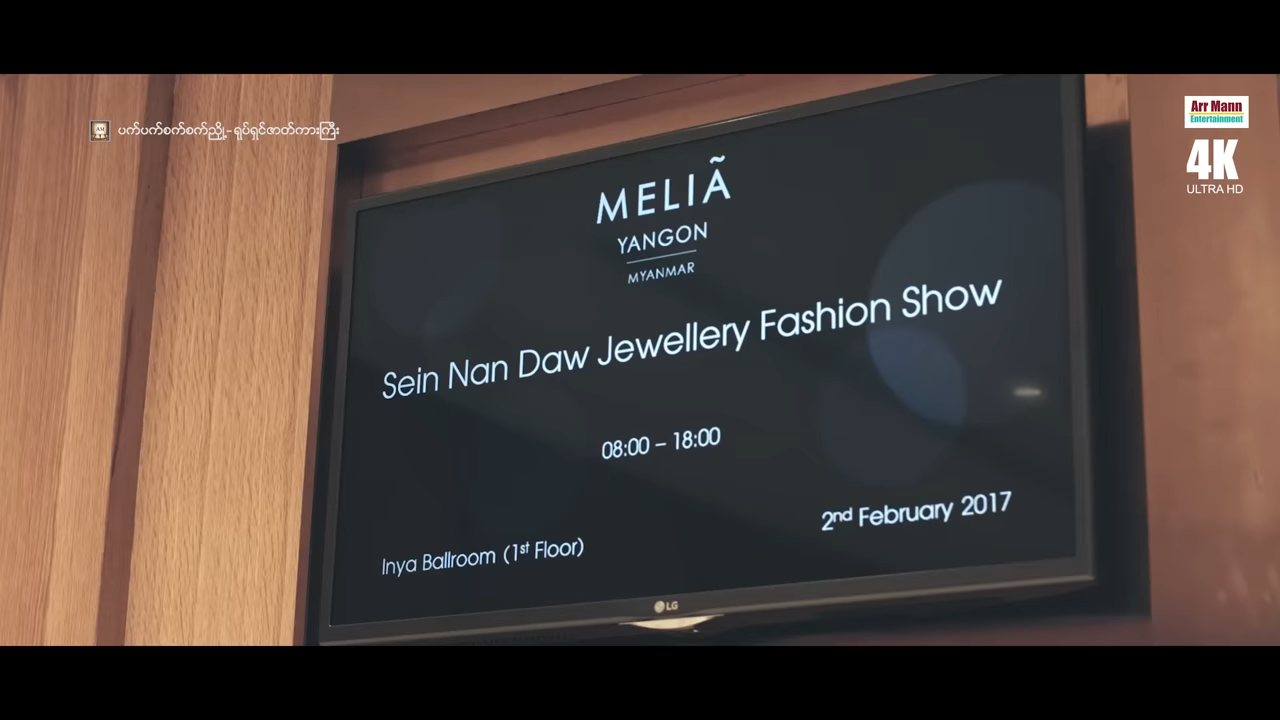 ပက်ပက်စက်စက်ညို့-ရုပ်ရှင်ဇာတ်ကားကြီး
Arr Mann
Entertainment
4K
ULTRA HD
MELIÃ
YANGON
MYANMAR
Sein Nan Daw Jewellery Fashion Show
08:00 – 18:00
2nd February 2017
Inya Ballroom (1st Floor)
LG